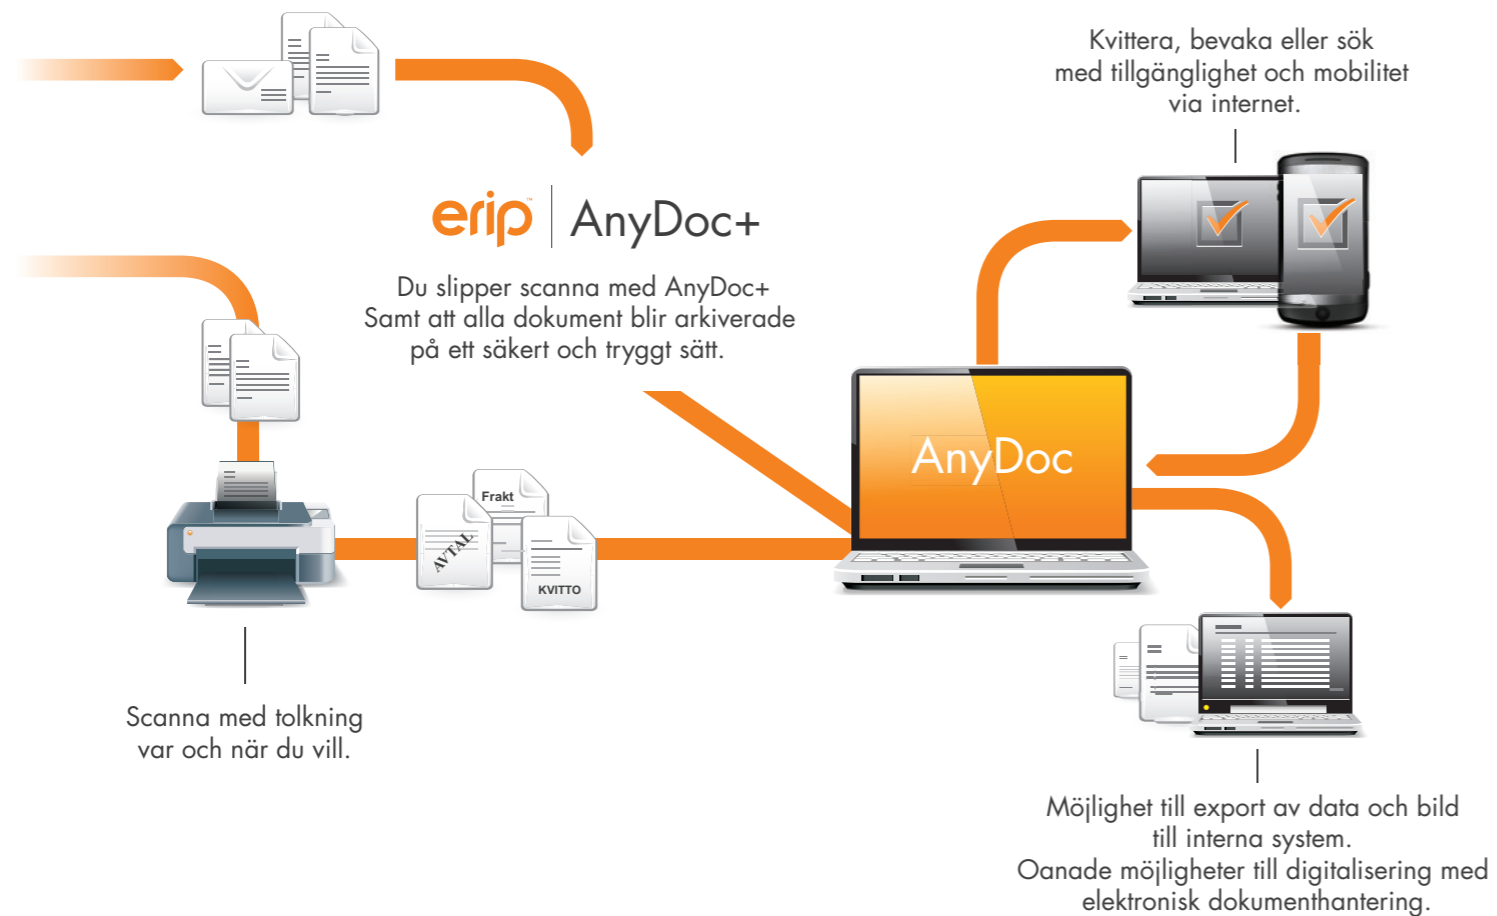 Kvittera, bevaka eller sök
med tillgänglighet och mobilitet
via internet.
erip™ | AnyDoc+
Du slipper scanna med AnyDoc+
Samt att alla dokument blir arkiverade
på ett säkert och tryggt sätt.
AnyDoc
Frakt
AVTAL
KVITTO
Scanna med tolkning
var och när du vill.
Möjlighet till export av data och bild
till interna system.
Oanade möjligheter till digitalisering med
elektronisk dokumenthantering.